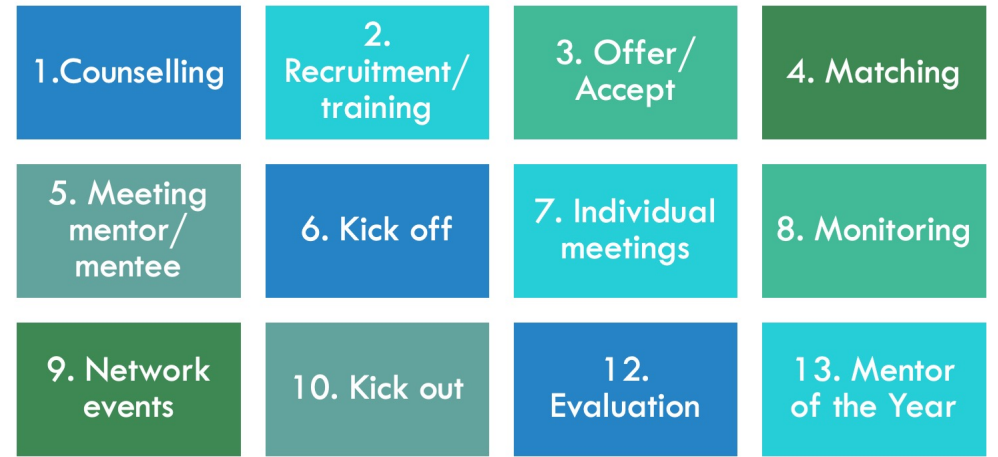 1.Counselling
2.
Recruitment/
training
3. Offer/
Accept
4. Matching
5. Meeting
mentor/
mentee
6. Kick off
7. Individual
meetings
8. Monitoring
9. Network
events
10. Kick out
12.
Evaluation
13. Mentor
of the Year